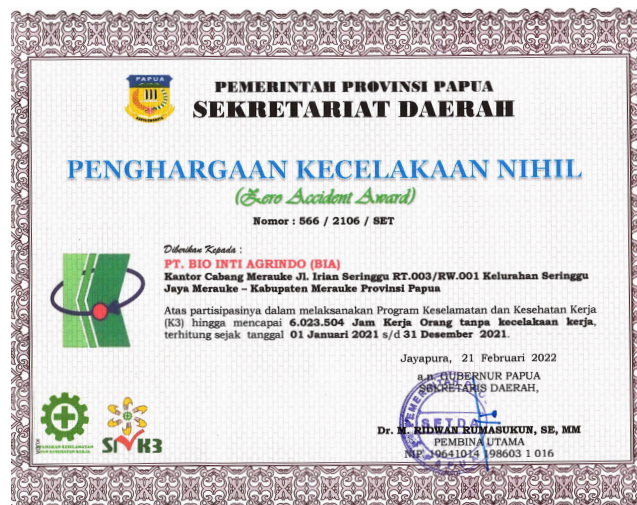 PAPUA
PEMERINTAH PROVINSI PAPUA
SEKRETARIAT DAERAH
PENGHARGAAN KECELAKAAN NIHIL
(Zero Accident Award)
Nomor : 566 / 2106 / SET
Diberikan Kepada :
PT. BIO INTI AGRINDO (BIA)
Kantor Cabang Merauke Jl. Irian Seringgu RT.003/RW.001 Kelurahan Seringgu
Jaya Merauke – Kabupaten Merauke Provinsi Papua
Atas partisipasinya dalam melaksanakan Program Keselamatan dan Kesehatan Kerja
(K3) hingga mencapai 6.023.504 Jam Kerja Orang tanpa kecelakaan kerja,
terhitung sejak tanggal 01 Januari 2021 s/d 31 Desember 2021.
Jayapura, 21 Februari 2022
a.n. GUBERNUR PAPUA
SEKRETARIS DAERAH,
SETDA
Dr. M. RIDWAN RUMASUKUN, SE, MM
PEMBINA UTAMA
NIP. 19641014 198603 1 016
SMK3